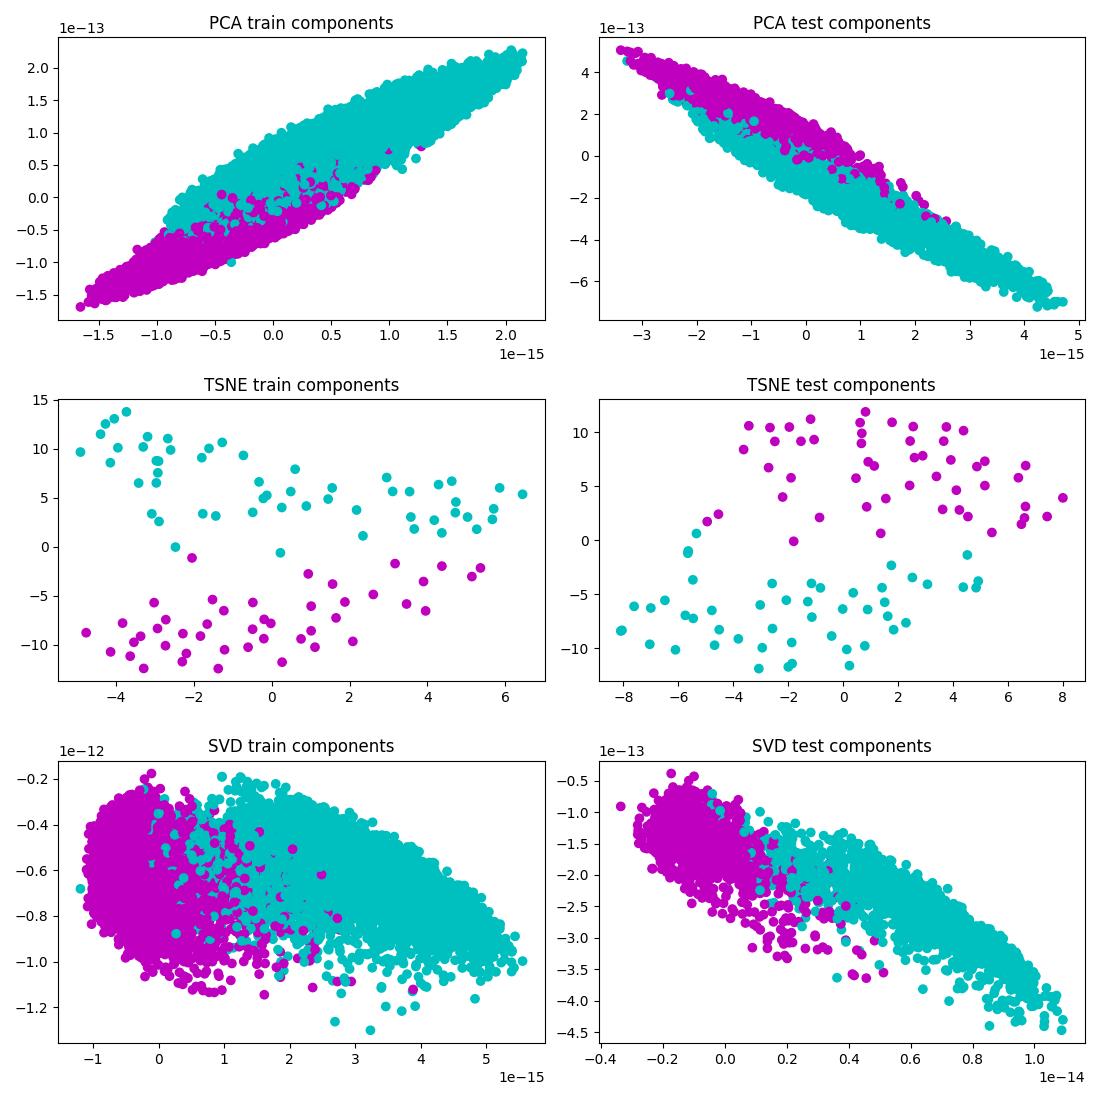 PCA train components
PCA test components
1e−13
2.0
1.5
1.0
0.5
0.0
−0.5
−1.0
−1.5
−1.5 −1.0 −0.5 0.0 0.5 1.0 1.5 2.0
1e−15
1e−13
4
2
0
−2
−4
−6
−3 −2 −1 0 1 2 3 4 5
1e−15
TSNE train components
TSNE test components
15
10
5
0
−5
−10
−4 −2 0 2 4 6
10
5
0
−5
−10
−8 −6 −4 −2 0 2 4 6 8
SVD train components
SVD test components
1e−12
−0.2
−0.4
−0.6
−0.8
−1.0
−1.2
−1 0 1 2 3 4 5
1e−15
1e−13
−0.5
−1.0
−1.5
−2.0
−2.5
−3.0
−3.5
−4.0
−4.5
−0.4 −0.2 0.0 0.2 0.4 0.6 0.8 1.0
1e−14